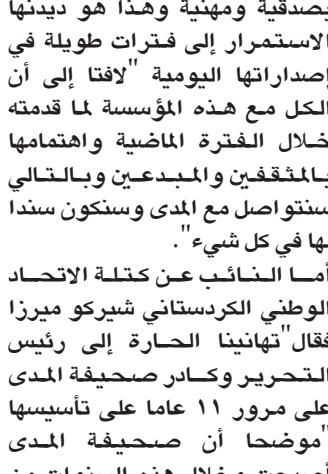 بصدقية ومهنية وهذا هو ديدنها
الاستمرار إلى فترات طويلة في
إصداراتها اليومية "لافتا إلى أن
الكل مع هذه المؤسسة لما قدمته
خلال الفترة الماضية واهتمامها
بالمثقفين والمبدعين وبالتالي
سنتواصل مع المدى وسنكون سندا
لها في كل شيء".
أما النائب عن كتلة الاتحاد
الوطني الكردستاني شيركو ميرزا
فقال"تهانينا الحارة إلى رئيس
التحرير وكادر صحيفة المدى
على مرور ١١ عاما على تأسيسها
"موضحا أن صحيفة المدى